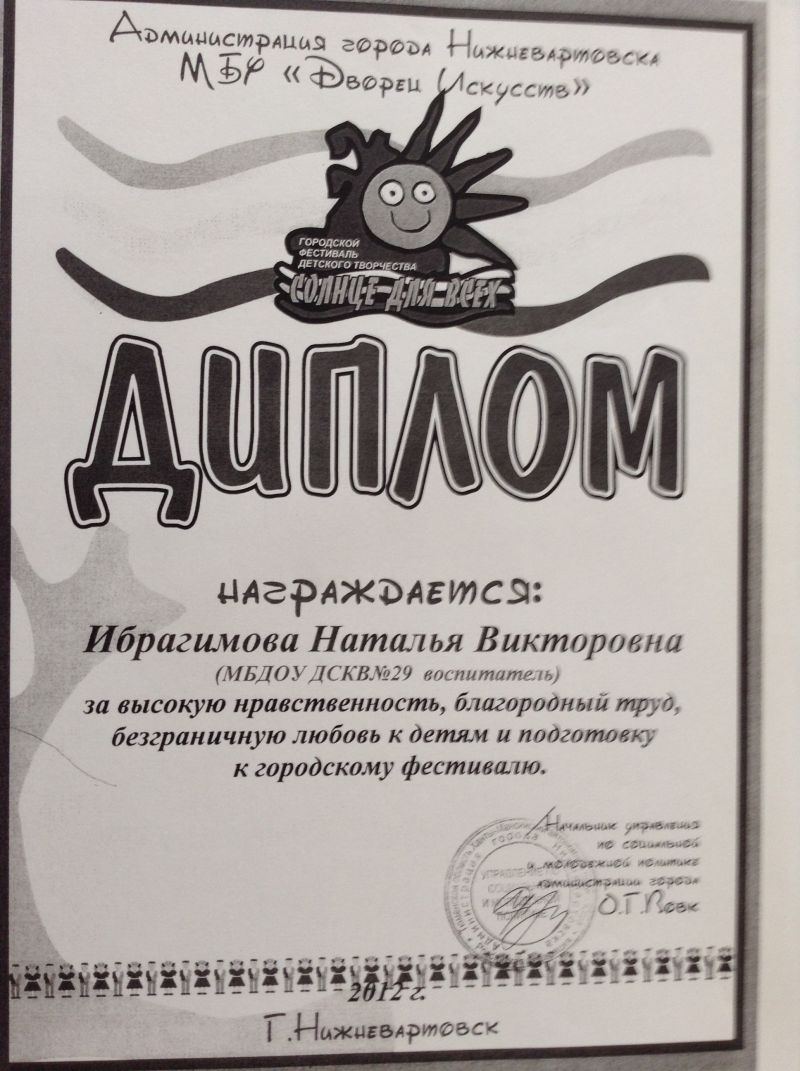 Администрация города Нижневартовска
МБУ «Дворец Искусств»
ГОРОДСКОЙ
ФЕСТИВАЛЬ
ДЕТСКОГО ТВОРЧЕСТВА
СОЛНЦЕ ДЛЯ ВСЕХ
ДИПЛОМ
НАГРАЖДАЕТСЯ:
Ибрагимова Наталья Викторовна
(МБДОУ ДСКВ№29 воспитатель)
за высокую нравственность, благородный труд,
безграничную любовь к детям и подготовку
к городскому фестивалю.
Начальник управления
по социальной
и молодежной политике
администрации города
О.Г.Вовк
2012 г.
Г.Нижневартовск